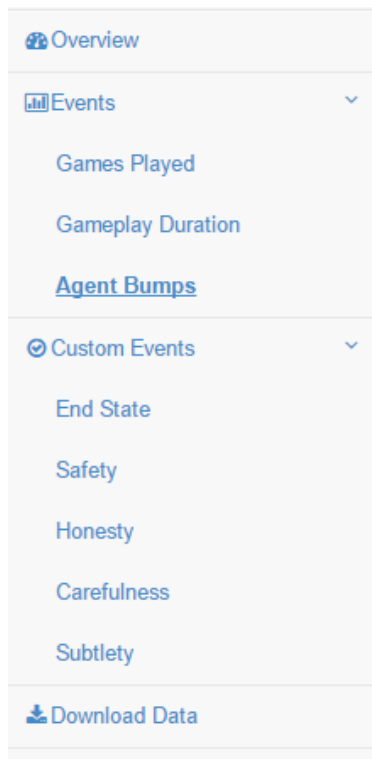 Overview
Events
Games Played
Gameplay Duration
Agent Bumps
Custom Events
End State
Safety
Honesty
Carefulness
Subtlety
Download Data